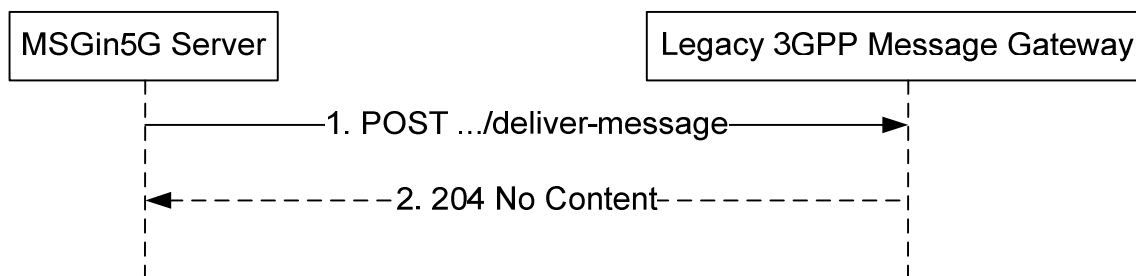 MSGin5G Server
Legacy 3GPP Message Gateway
1. POST .../deliver-message
2. 204 No Content